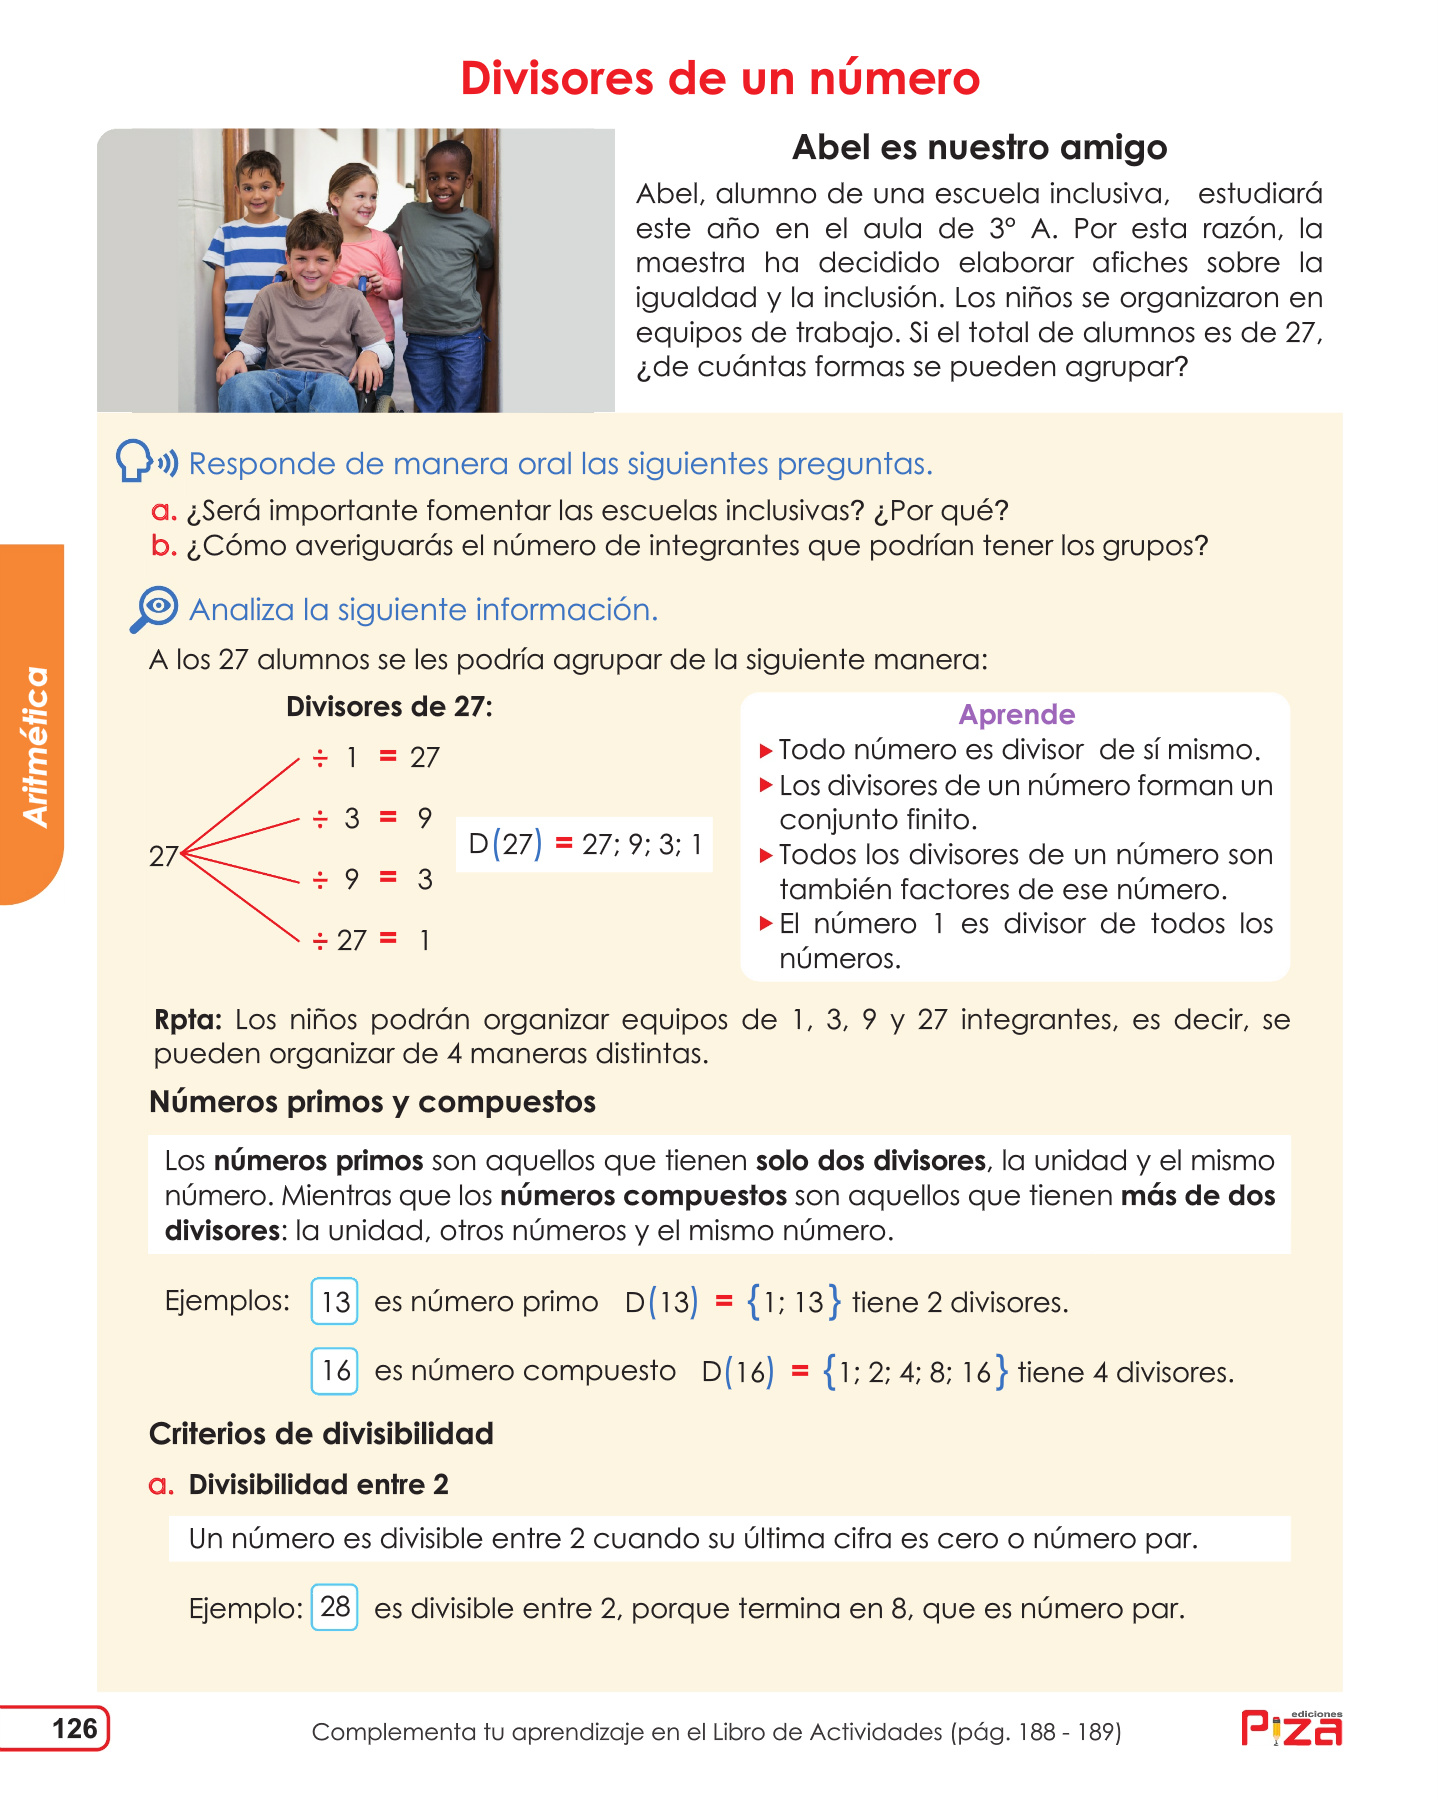 Divisores de un número
Abel es nuestro amigo
Abel, alumno de una escuela inclusiva, estudiará
este año en el aula de 3º A. Por esta razón, la
maestra ha decidido elaborar afiches sobre la
igualdad y la inclusión. Los niños se organizaron en
equipos de trabajo. Si el total de alumnos es de 27,
¿de cuántas formas se pueden agrupar?
Responde de manera oral las siguientes preguntas.
a. ¿Será importante fomentar las escuelas inclusivas? ¿Por qué?
b. ¿Cómo averiguarás el número de integrantes que podrían tener los grupos?
Analiza la siguiente información.
A los 27 alumnos se les podría agrupar de la siguiente manera:
Divisores de 27:
27
÷ 1 = 27
÷ 3 = 9
÷ 9 = 3
÷ 27 = 1
D(27) = 27; 9; 3; 1
Aprende
Todo número es divisor de sí mismo.
Los divisores de un número forman un
conjunto finito.
Todos los divisores de un número son
también factores de ese número.
El número 1 es divisor de todos los
números.
Rpta: Los niños podrán organizar equipos de 1, 3, 9 y 27 integrantes, es decir, se
pueden organizar de 4 maneras distintas.
Números primos y compuestos
Los números primos son aquellos que tienen solo dos divisores, la unidad y el mismo
número. Mientras que los números compuestos son aquellos que tienen más de dos
divisores: la unidad, otros números y el mismo número.
Ejemplos: 13 es número primo D(13) = {1; 13} tiene 2 divisores.
16 es número compuesto D(16) = {1; 2; 4; 8; 16} tiene 4 divisores.
Criterios de divisibilidad
a. Divisibilidad entre 2
Un número es divisible entre 2 cuando su última cifra es cero o número par.
Ejemplo: 28 es divisible entre 2, porque termina en 8, que es número par.
Aritmética
126
Complementa tu aprendizaje en el Libro de Actividades (pág. 188 - 189)
ediciones
Piza